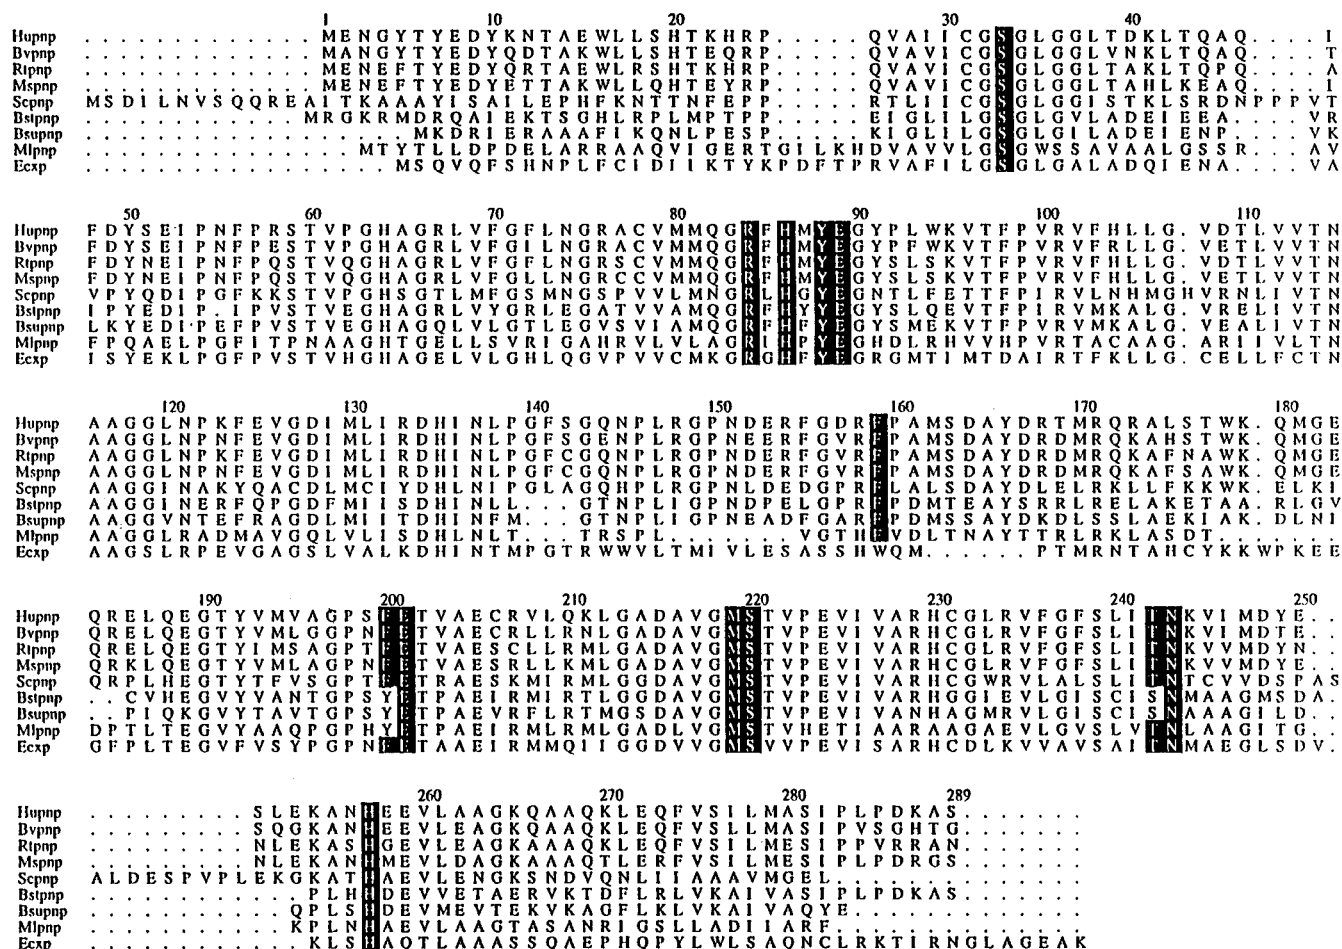 1 10 20 30 40
Hupnp . . . . . . . . . . . . . M E N G Y T Y E D Y K N T A E W L L S H T K H R P . . . . . Q V A I I C G S G L G G L T D K L T Q A Q . . . I
Bvpnp . . . . . . . . . . . . . M A N G Y T Y E D Y Q D T A K W L L S H T E Q R P . . . . . Q V A V I C G S G L G G L V N K L T Q A Q . . . T
Rtpnp . . . . . . . . . . . . . M E N E F T Y E D Y Q R T A E W L R S H T K H R P . . . . . Q V A V I C G S G L G G L T A K L T Q P Q . . . A
Mspnp . . . . . . . . . . . . . M E N E F T Y E D Y E T T A K W L L Q H T E Y R P . . . . . Q V A V I C G S G L G G L T A H L K E A Q . . . I
Scpnp M S D I L N V S Q Q R E A I T K A A A Y I S A I L E P H F K N T T N F E P P . . . . . R T L I I C G S G L G G I S T K L S R D N P P P V T
Bstpnp . . . . . . . . . . . . M R G K R M D R Q A I E K T S G H L R P L M P T P P . . . . . E I G L I L G S G L G V L A D E I E E A . . . . V R
Bsupnp . . . . . . . . . . . . . . . . . . M K D R I E R A A A F I K Q N L P E S P . . . . . K I G L I L G S G L G I L A D E I E N P . . . . V K
Mlpnp . . . . . . . . . . . . . . . M T Y T L L D P D E L A R R A A Q V I G E R T G I L K H D V A V V L G S G W S S A V A A L G S S R . . . A V
Ecxp . . . . . . . . . . . . . . . . . M S Q V Q F S H N P L F C I D I I K T Y K P D F T P R V A F I L G S G L G A L A D Q I E N A . . . . V A
50 60 70 80 90 100 110
Hupnp F D Y S E I P N F P R S T V P G H A G R L V F G F L N G R A C V M M Q G R F H M Y E G Y P L W K V T F P V R V F H L L G . V D T L V V T N
Bvpnp F D Y S E I P N F P E S T V P G H A G R L V F G I L N G R A C V M M Q G R F H M Y E G Y P F W K V T F P V R V F R L L G . V E T L V V T N
Rtpnp F D Y N E I P N F P Q S T V Q G H A G R L V F G F L N G R S C V M M Q G R F H M Y E G Y S L S K V T F P V R V F H L L G . V D T L V V T N
Mspnp F D Y N E I P N F P Q S T V Q G H A G R L V F G L L N G R C C V M M Q G R F H M Y E G Y S L S K V T F P V R V F H L L G . V E T L V V T N
Scpnp V P Y Q D I P G F K K S T V P G H S G T L M F G S M N G S P V V L M N G R L H G Y E G N T L F E T T F P I R V L N H M G H V R N L I V T N
Bstpnp I P Y E D I P . I P V S T V E G H A G R L V Y G R L E G A T V V A M Q G R F H Y Y E G Y S L Q E V T F P I R V M K A L G . V R E L I V T N
Bsupnp L K Y E D I P E F P V S T V E G H A G Q L V L G T L E G V S V I A M Q G R F H F Y E G Y S M E K V T F P V R V M K A L G . V E A L I V T N
Mlpnp F P Q A E L P G F I T P N A A G H T G E L L S V R I G A H R V L V L A G R I H P Y E G H D L R H V V H P V R T A C A A G . A R I I V L T N
Ecxp I S Y E K L P G F P V S T V H G H A G E L V L G H L Q G V P V V C M K G R G H F Y E G R G M T I M T D A I R T F K L L G . C E L L F C T N
120 130 140 150 160 170 180
Hupnp A A G G L N P K F E V G D I M L I R D H I N L P G F S G Q N P L R G P N D E R F G D R F P A M S D A Y D R T M R Q R A L S T W K . Q M G E
Bvpnp A A G G L N P N F E V G D I M L I R D H I N L P G F S G E N P L R G P N E E R F G V R F P A M S D A Y D R D M R Q K A H S T W K . Q M G E
Rtpnp A A G G L N P K F E V G D I M L I R D H I N L P G F C G Q N P L R G P N D E R F G V R F P A M S D A Y D R D M R Q K A F N A W K . Q M G E
Mspnp A A G G L N P N F E V G D I M L I R D H I N L P G F C G Q N P L R G P N D E R F G V R F P A M S D A Y D R D M R Q K A F S A W K . Q M G E
Scpnp A A G G I N A K Y Q A C D L M C I Y D H L N I P G L A G Q H P L R G P N L D E D G P R F L A L S D A Y D L E L R K L L F K K W K . E L K I
Bstpnp A A G G I N E R F Q P G D F M I I S D H I N L L . . . G T N P L I G P N D P E L G P R F P D M T E A Y S R R L R E L A K E T A A . R L G V
Bsupnp A A G G V N T E F R A G D L M I I T D H I N F M . . . G T N P L I G P N E A D F G A R F P D M S S A Y D K D L S S L A E K I A K . D L N I
Mlpnp A A G G L R A D M A V G Q L V L I S D H L N L T . . . T R S P L . . . . . . V G T H F V D L T N A Y T T R L R K L A S D T . . . . . . .
Ecxp A A G S L R P E V G A G S L V A L K D H I N T M P G T R W W V L T M I V L E S A S S H W Q M . . . . . P T M R N T A H C Y K K W P K E E
190 200 210 220 230 240 250
Hupnp Q R E L Q E G T Y V M V A G P S F E T V A E C R V L Q K L G A D A V G M S T V P E V I V A R H C G L R V F G F S L I T N K V I M D Y E .
Bvpnp Q R E L Q E G T Y V M L G G P N F E T V A E C R L L R N L G A D A V G M S T V P E V I V A R H C G L R V F G F S L I T N K V I M D T E .
Rtpnp Q R E L Q E G T Y I M S A G P T F E T V A E S C L L R M L G A D A V G M S T V P E V I V A R H C G L R V F G F S L I T N K V V M D Y N .
Mspnp Q R K L Q E G T Y V M L A G P N F E T V A E S R L L K M L G A D A V G M S T V P E V I V A R H C G L R V F G F S L I T N K V V M D Y E .
Scpnp Q R P L H E G T Y T F V S G P T F E T R A E S K M I R M L G G D A V G M S T V P E V I V A R H C G W R V L A L S L I T N T C V V D S P A S
Bstpnp . . C V H E G V Y V A N T G P S Y E T P A E I R M I R T L G G D A V G M S T V P E V I V A R H G G I E V L G I S C I S N M A A G M S D A .
Bsupnp . . P I Q K G V Y T A V T G P S Y E T P A E V R F L R T M G S D A V G M S T V P E V I V A N H A G M R V L G I S C I S N A A A G I L D .
Mlpnp D P T L T E G V Y A A Q P G P H Y E T P A E I R M L R M L G A D L V G M S T V H E T I A A R A A G A E V L G V S L V T N L A A G I T G .
Ecxp G F P L T E G V F V S Y P G P N F E T A A E I R M M Q I I G G D V V G M S V V P E V I S A R H C D L K V V A V S A I T N M A E G L S D V .
260 270 280 289
Hupnp . . . . . . . . . S L E K A N H E E V L A A G K Q A A Q K L E Q F V S I L M A S I P L P D K A S . . . . . . .
Bvpnp . . . . . . . . . S Q G K A N H E E V L E A G K Q A A Q K L E Q F V S L L M A S I P V S G H T G . . . . . . .
Rtpnp . . . . . . . . . N L E K A S H G E V L E A G K Q A A Q K L E Q F V S I L M E S I P P V R R A N . . . . . . .
Mspnp . . . . . . . . . N L E K A N H M E V L D A G K A A A Q T L E R F V S I L M E S I P L P D R G S . . . . . . .
Scpnp A L D E S P V P L E K G K A T H A E V L E N G K S N D V Q N L I I A A A V M G E L . . . . . . . . . . . . . .
Bstpnp . . . . . . . . . . . . P L H H D E V V E T A E R V K T D F L R L V K A I V A S I P L P D K A S . . . . . . .
Bsupnp . . . . . . . . . . . Q P L S H D E V M E V T E K V K A G F L K L V K A I V A Q Y E . . . . . . . . . . . . .
Mlpnp . . . . . . . . . . . K P L N H A E V L A A G T A S A N R I G S L L A D I I A R F . . . . . . . . . . . . . .
Ecxp . . . . . . . . . . . . K L S H A Q T L A A A S S Q A E P H Q P Y L W L S A Q N C L R K T I R N G L A G E A K